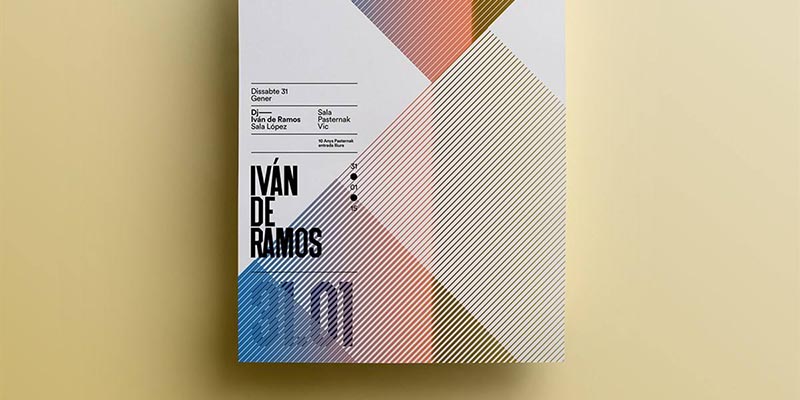 Dissabte 31
Gener
Dj—
Iván de Ramos
Sala López
Sala
Pasternak
Vic
10 Anys Pasternak
entrada lliure
IVÁN
DE
RAMOS
31
01
15
31.01